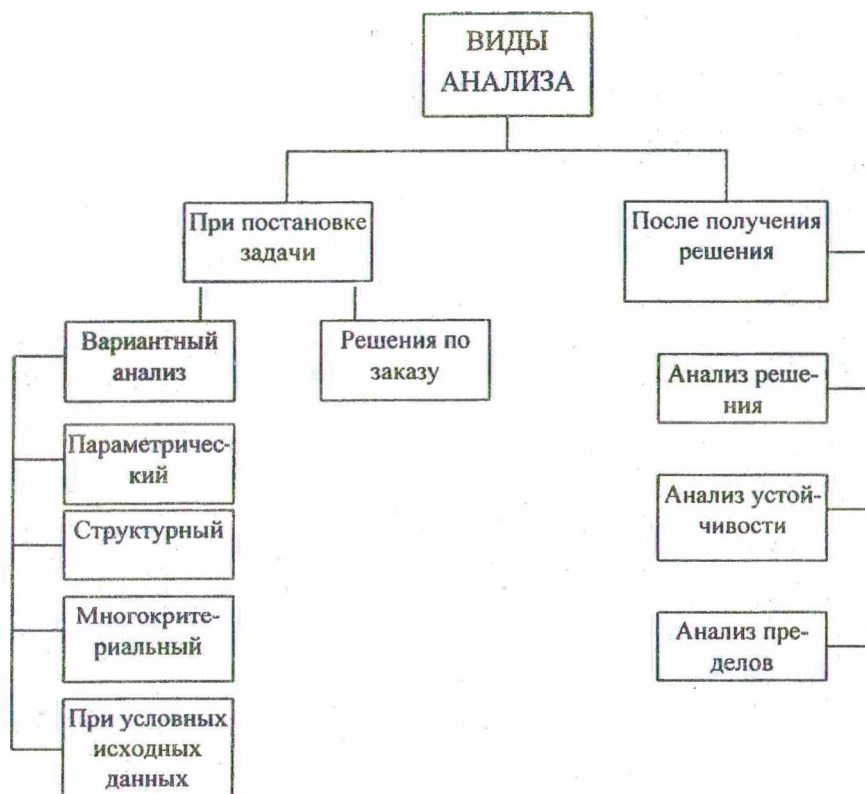 ВИДЫ
АНАЛИЗА
При постановке
задачи
После получения
решения
Вариантный
анализ
Решения по
заказу
Параметричес-
кий
Структурный
Многокрите-
риальный
При условных
исходных
данных
Анализ реше-
ния
Анализ устой-
чивости
Анализ пре-
делов